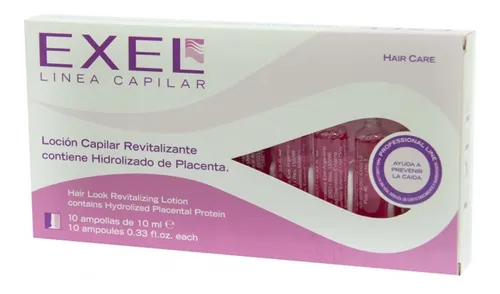 EXEL
LINEA CAPILAR
HAIR CARE
Loción Capilar Revitalizante
contiene Hidrolizado de Placenta.
Hair Look Revitalizing Lotion
contains Hydrolized Placental Protein
10 ampollas de 10 ml ℮
10 ampoules 0.33 fl.oz. each
PROFESSIONAL LINE
AYUDA A
PREVENIR
LA CAIDA.